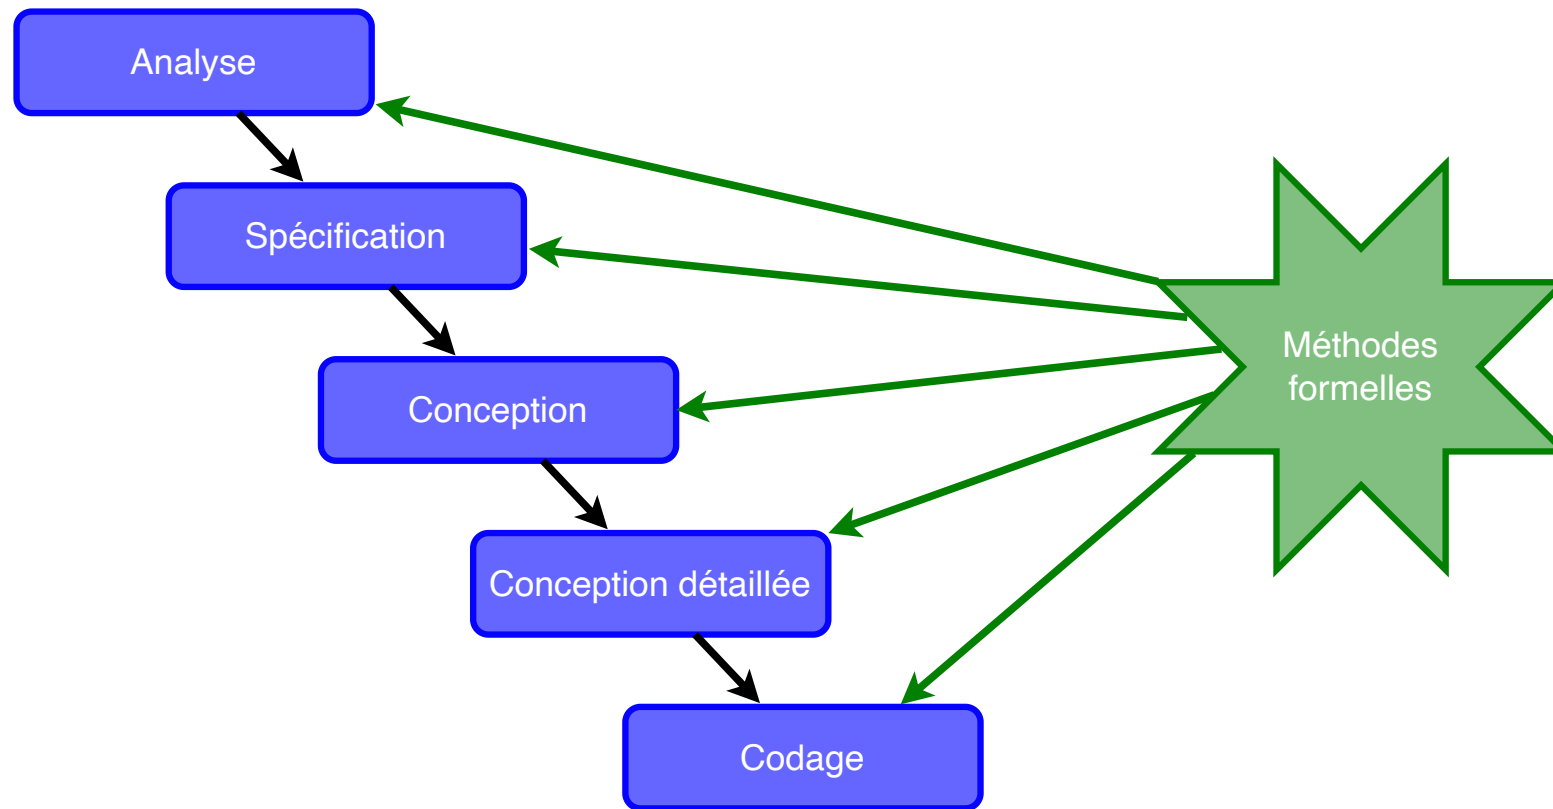 Analyse
Spécification
Conception
Conception détaillée
Codage
Méthodes
formelles